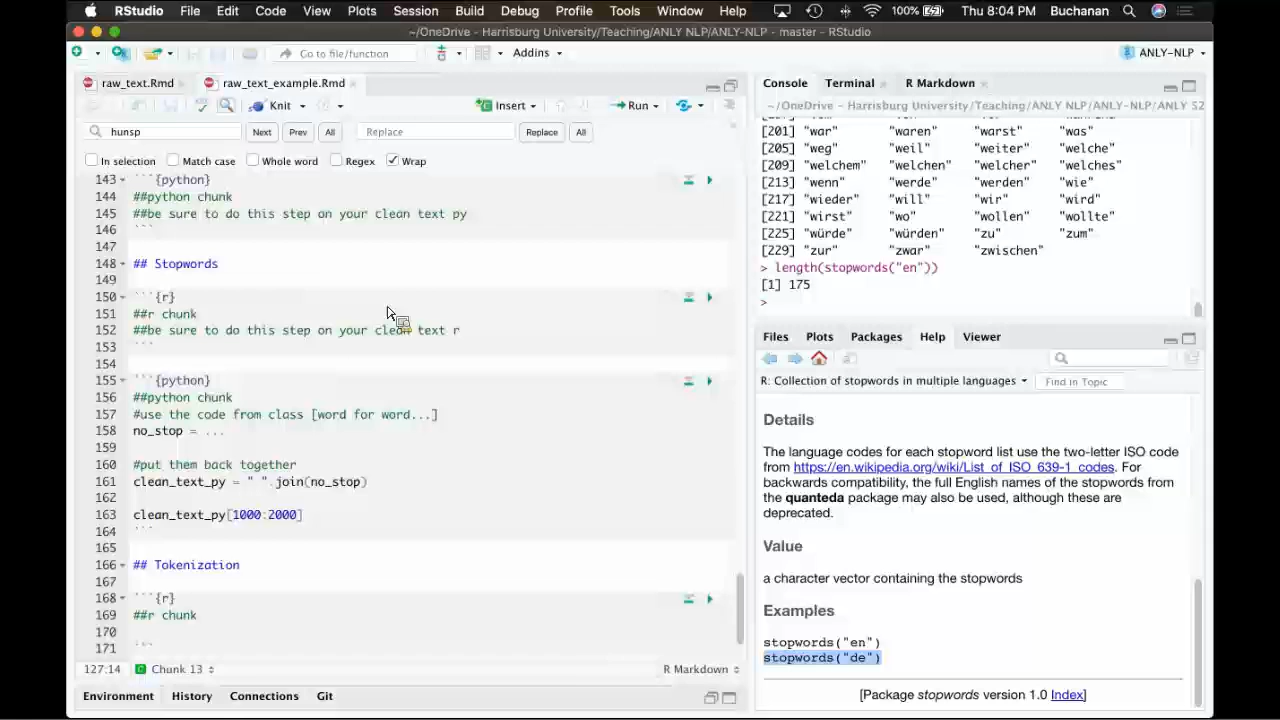 RStudio File Edit Code View Plots Session Build Debug Profile Tools Window Help 100% Thu 8:04 PM Buchanan
~/OneDrive - Harrisburg University/Teaching/ANLY NLP/ANLY-NLP - master - RStudio
Go to file/function Addins ANLY-NLP
raw_text.Rmd raw_text_example.Rmd
Knit Insert Run
hunsp Next Prev All Replace Replace All
In selection Match case Whole word Regex Wrap
143 ```{python}
144 ##python chunk
145 ##be sure to do this step on your clean text py
146 ```
147
148 ## Stopwords
149
150 ```{r}
151 ##r chunk
152 ##be sure to do this step on your clean text r
153 ```
154
155 ```{python}
156 ##python chunk
157 #use the code from class [word for word...]
158 no_stop = ...
159
160 #put them back together
161 clean_text_py = " ".join(no_stop)
162
163 clean_text_py[1000:2000]
164 ```
165
166 ## Tokenization
167
168 ```{r}
169 ##r chunk
170
171 ```
127:14 Chunk 13 R Markdown
Environment History Connections Git
Console Terminal R Markdown
~/OneDrive - Harrisburg University/Teaching/ANLY NLP/ANLY-NLP/ANLY 52
[201] "war" "waren" "warst" "was"
[205] "weg" "weil" "weiter" "welche"
[209] "welchem" "welchen" "welcher" "welches"
[213] "wenn" "werde" "werden" "wie"
[217] "wieder" "will" "wir" "wird"
[221] "wirst" "wo" "wollen" "wollte"
[225] "würde" "würden" "zu" "zum"
[229] "zur" "zwar" "zwischen"
> length(stopwords("en"))
[1] 175
>
Files Plots Packages Help Viewer
R: Collection of stopwords in multiple languages Find in Topic
Details
The language codes for each stopword list use the two-letter ISO code
from https://en.wikipedia.org/wiki/List_of_ISO_639-1_codes. For
backwards compatibility, the full English names of the stopwords from
the quanteda package may also be used, although these are
deprecated.
Value
a character vector containing the stopwords
Examples
stopwords("en")
stopwords("de")
[Package stopwords version 1.0 Index]